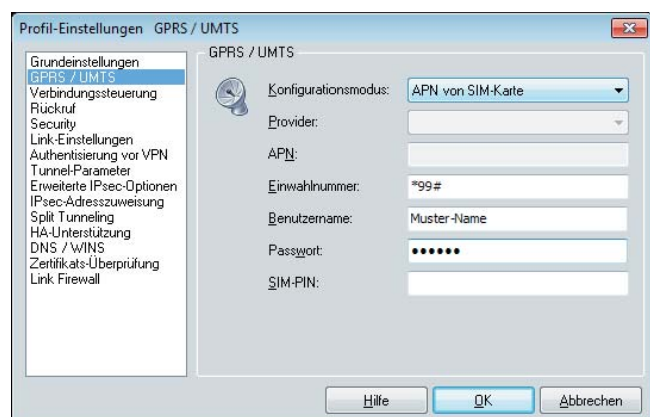 Profil-Einstellungen GPRS / UMTS
Grundeinstellungen
GPRS / UMTS
Verbindungssteuerung
Rückruf
Security
Link-Einstellungen
Authentisierung vor VPN
Tunnel-Parameter
Erweiterte IPsec-Optionen
IPsec-Adresszuweisung
Split Tunneling
HA-Unterstützung
DNS / WINS
Zertifikats-Überprüfung
Link Firewall
GPRS / UMTS
Konfigurationsmodus: APN von SIM-Karte
Provider:
APN:
Einwahlnummer: *99#
Benutzername: Muster-Name
Passwort: ••••••
SIM-PIN:
Hilfe OK Abbrechen